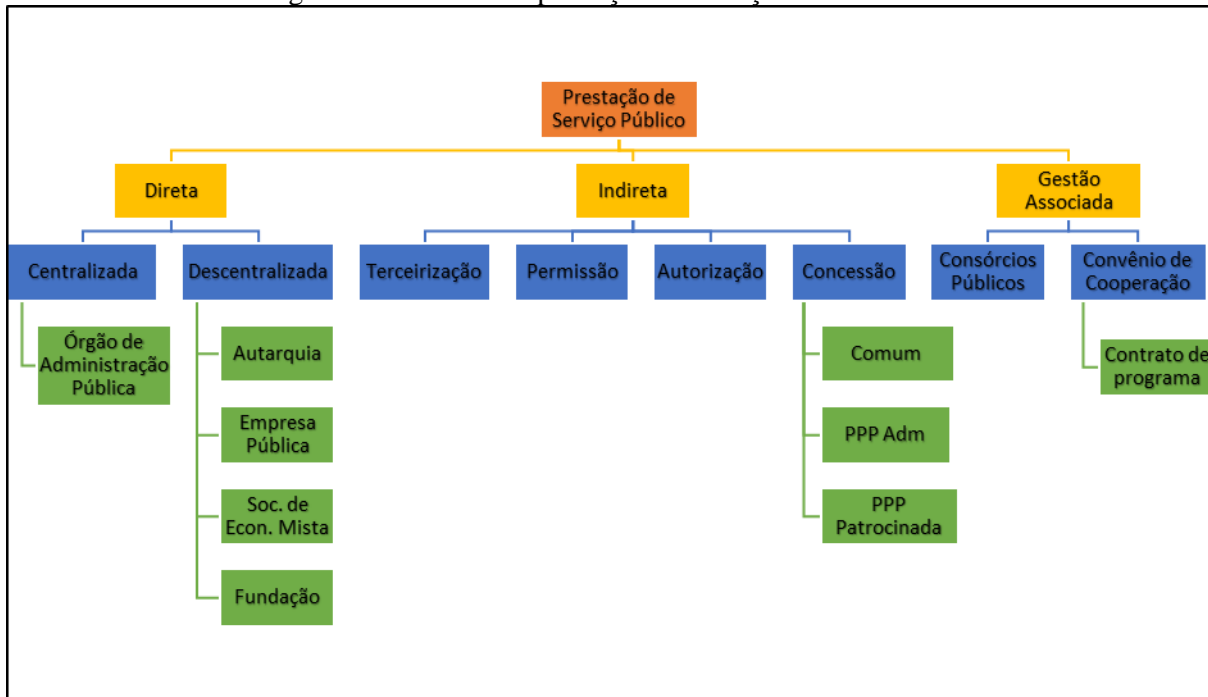 Prestação de
Serviço Público
Direta
Indireta
Gestão
Associada
Centralizada
Descentralizada
Terceirização
Permissão
Autorização
Concessão
Consórcios
Públicos
Convênio de
Cooperação
Órgão de
Administração
Pública
Autarquia
Empresa
Pública
Soc. de
Econ. Mista
Fundação
Comum
PPP Adm
PPP
Patrocinada
Contrato de
programa